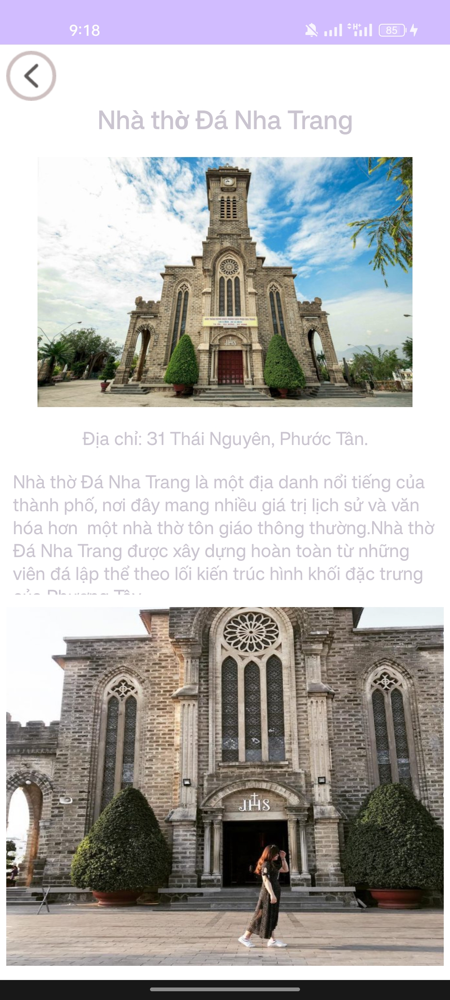 9:18
H+
85
Nhà thờ Đá Nha Trang
JHS
Địa chỉ: 31 Thái Nguyên, Phước Tân.
Nhà thờ Đá Nha Trang là một địa danh nổi tiếng của
thành phố, nơi đây mang nhiều giá trị lịch sử và văn
hóa hơn  một nhà thờ tôn giáo thông thường.Nhà thờ
Đá Nha Trang được xây dựng hoàn toàn từ những
viên đá lập thể theo lối kiến trúc hình khối đặc trưng
của Phương Tây
JHS